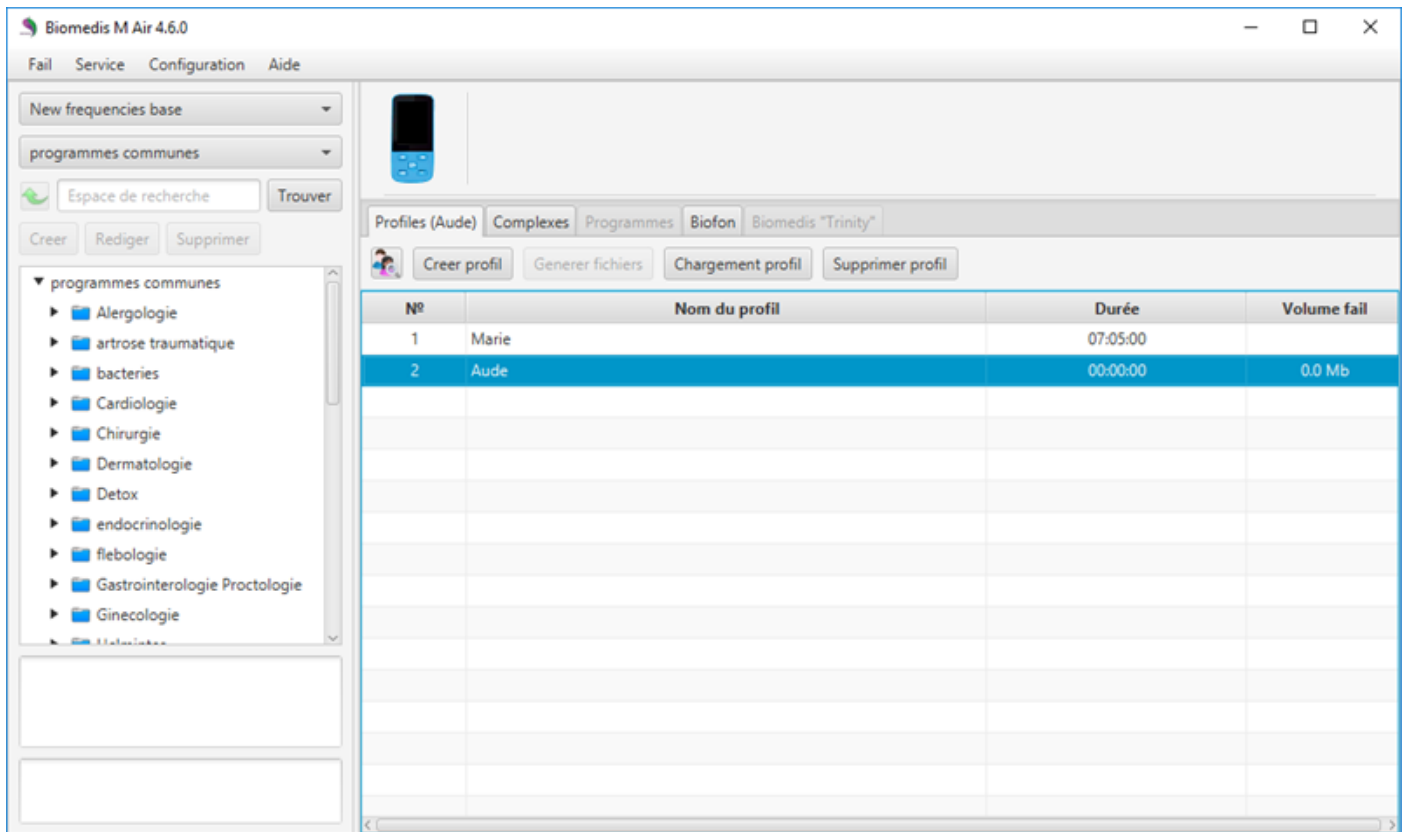 Biomedis M Air 4.6.0
Fail Service Configuration Aide
New frequencies base
programmes communes
Espace de recherche Trouver
Creer Rediger Supprimer
programmes communes
Alergologie
artrose traumatique
bacteries
Cardiologie
Chirurgie
Dermatologie
Detox
endocrinologie
flebologie
Gastrointerologie Proctologie
Ginecologie
Profiles (Aude) Complexes Programmes Biofon Biomedis "Trinity"
Creer profil Generer fichiers Chargement profil Supprimer profil
Nº Nom du profil Durée Volume fail
1 Marie 07:05:00
2 Aude 00:00:00 0.0 Mb